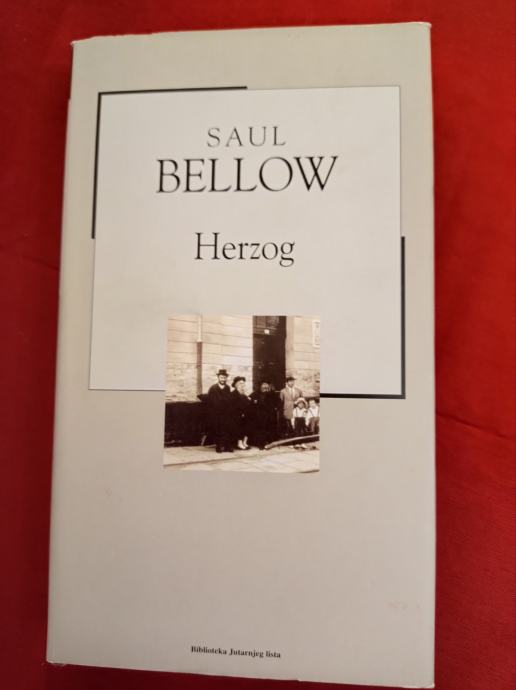 SAUL
BELLOW
Herzog
Biblioteka Jutarnjeg lista